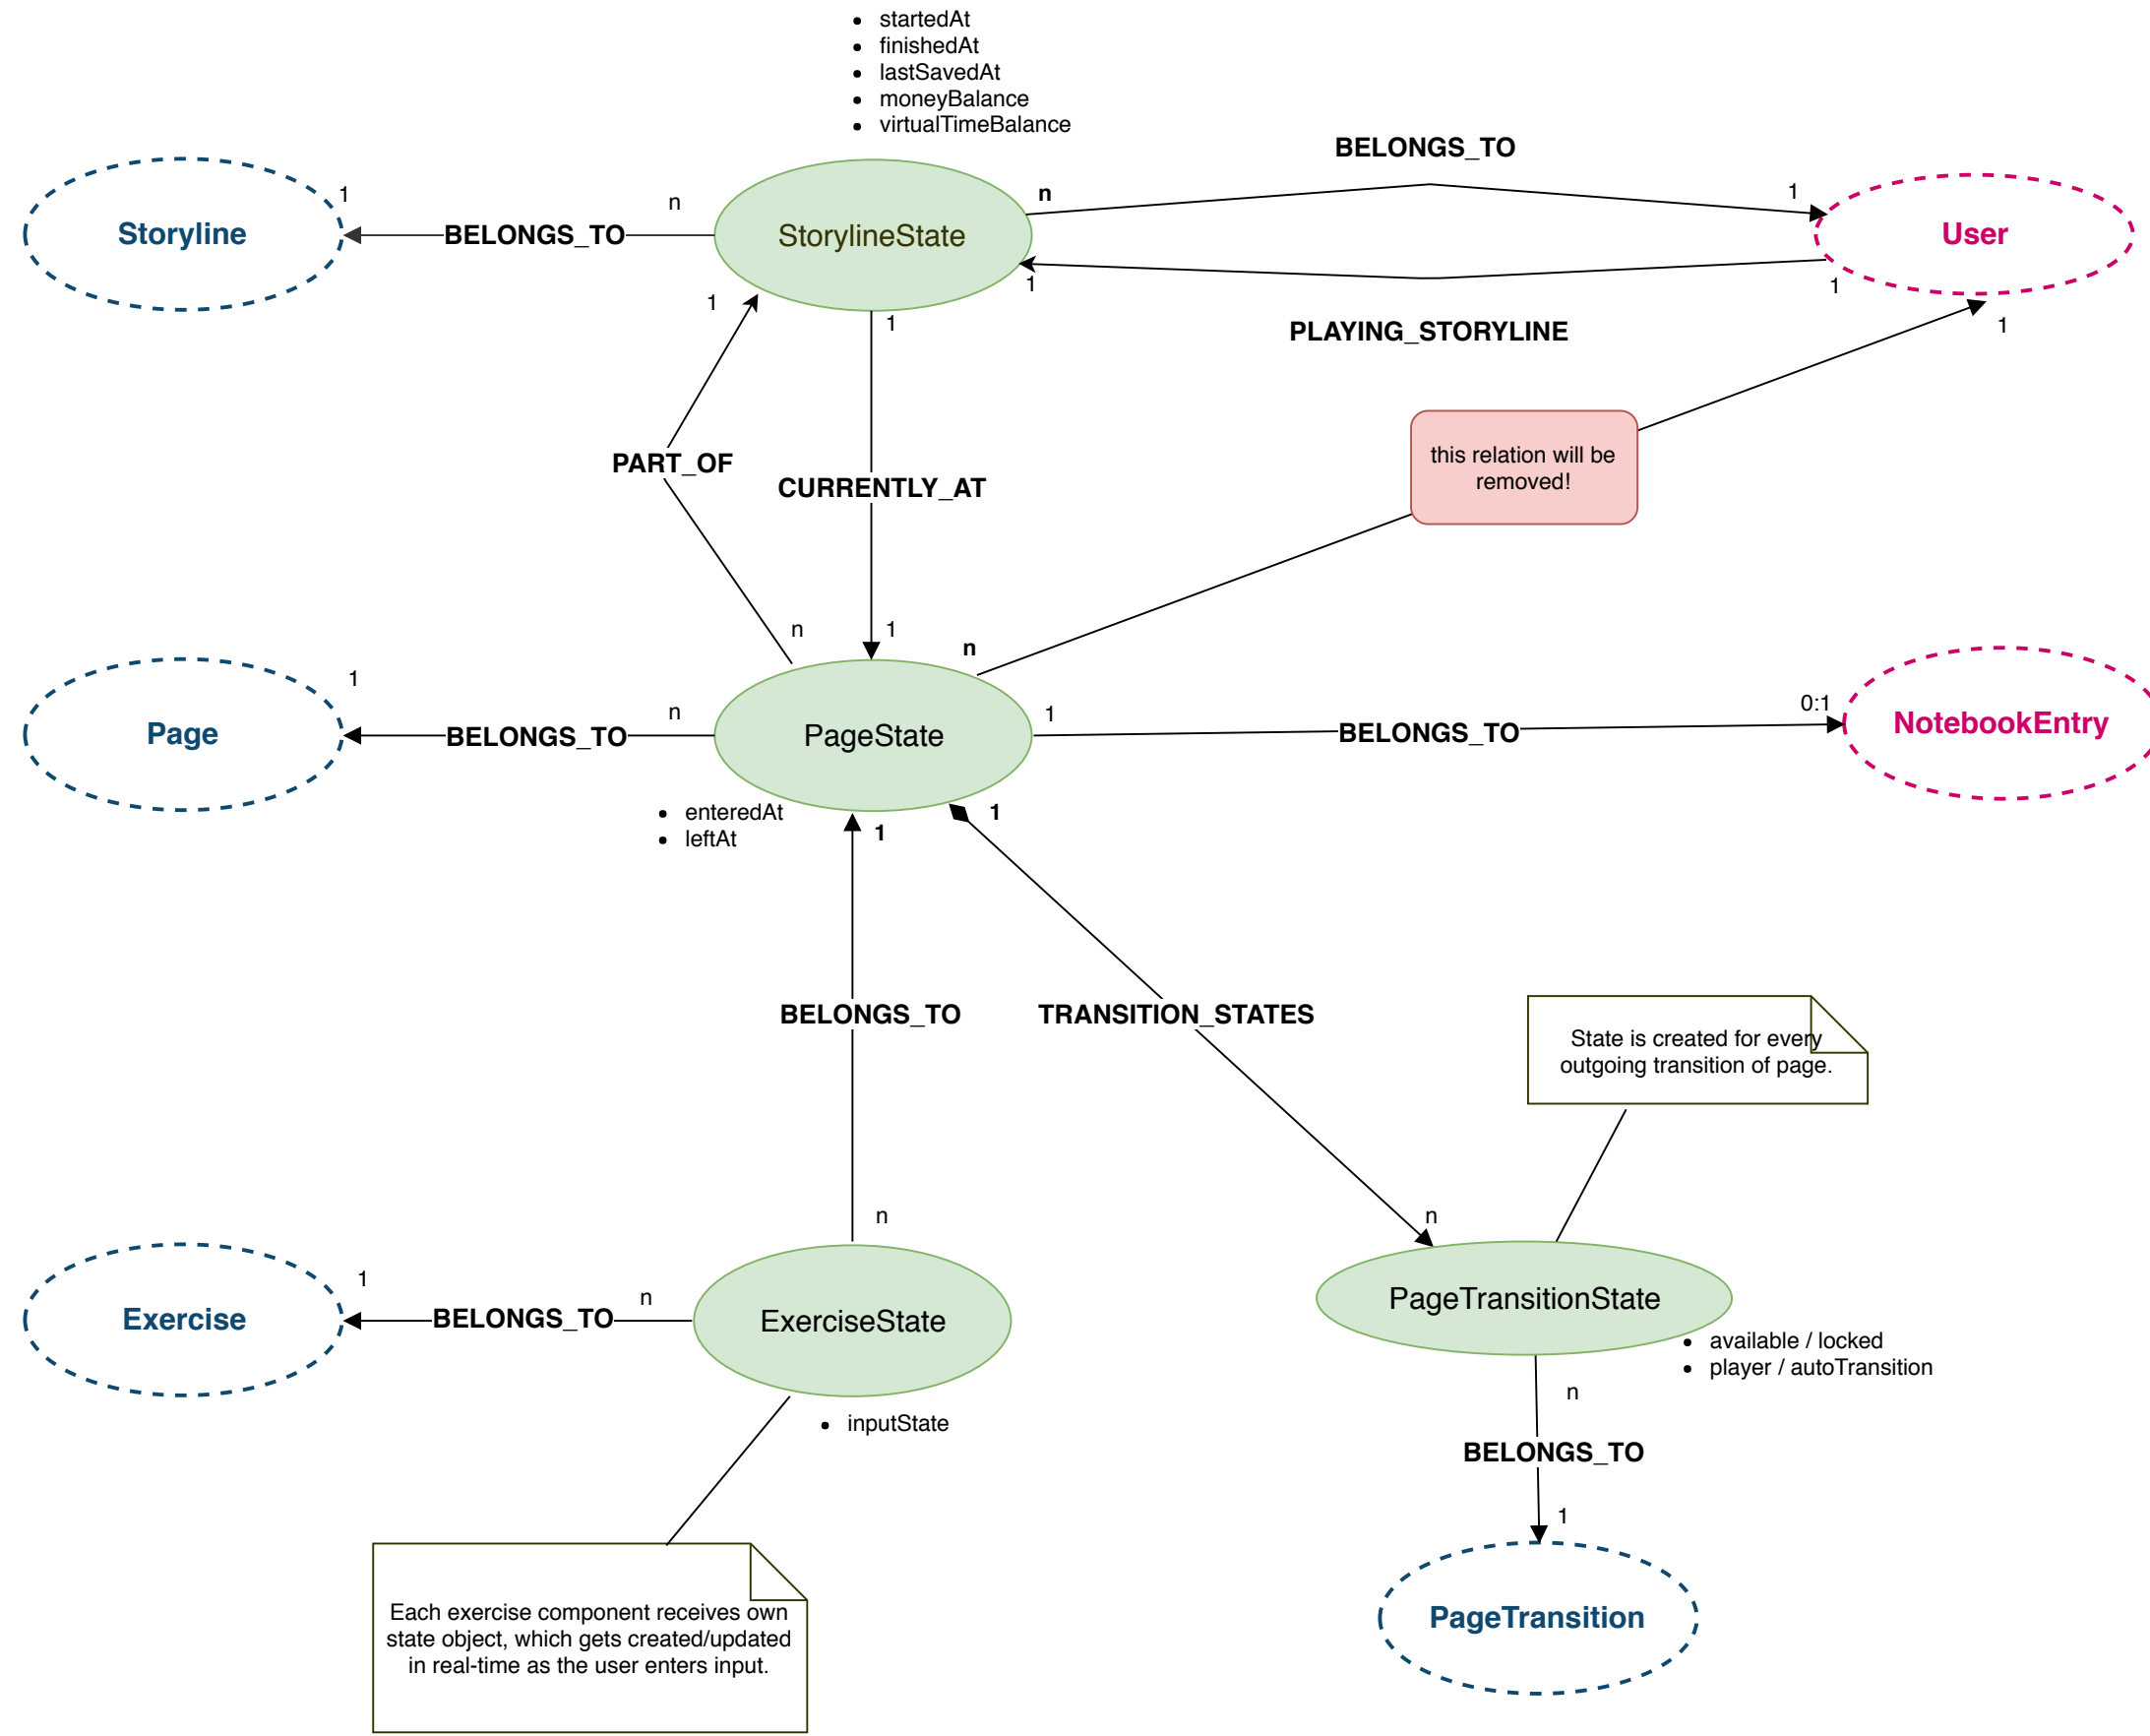 startedAt
finishedAt
lastSavedAt
moneyBalance
virtualTimeBalance
BELONGS_TO
1
n
n
1
Storyline
BELONGS_TO
StorylineState
User
1
1
1
1
1
PLAYING_STORYLINE
this relation will be
removed!
PART_OF
CURRENTLY_AT
n
1
n
1
n
1
0:1
Page
BELONGS_TO
PageState
BELONGS_TO
NotebookEntry
enteredAt
leftAt
1
1
BELONGS_TO
TRANSITION_STATES
State is created for every
outgoing transition of page.
n
n
1
n
Exercise
BELONGS_TO
ExerciseState
PageTransitionState
available / locked
player / autoTransition
inputState
n
BELONGS_TO
1
Each exercise component receives own
state object, which gets created/updated
in real-time as the user enters input.
PageTransition